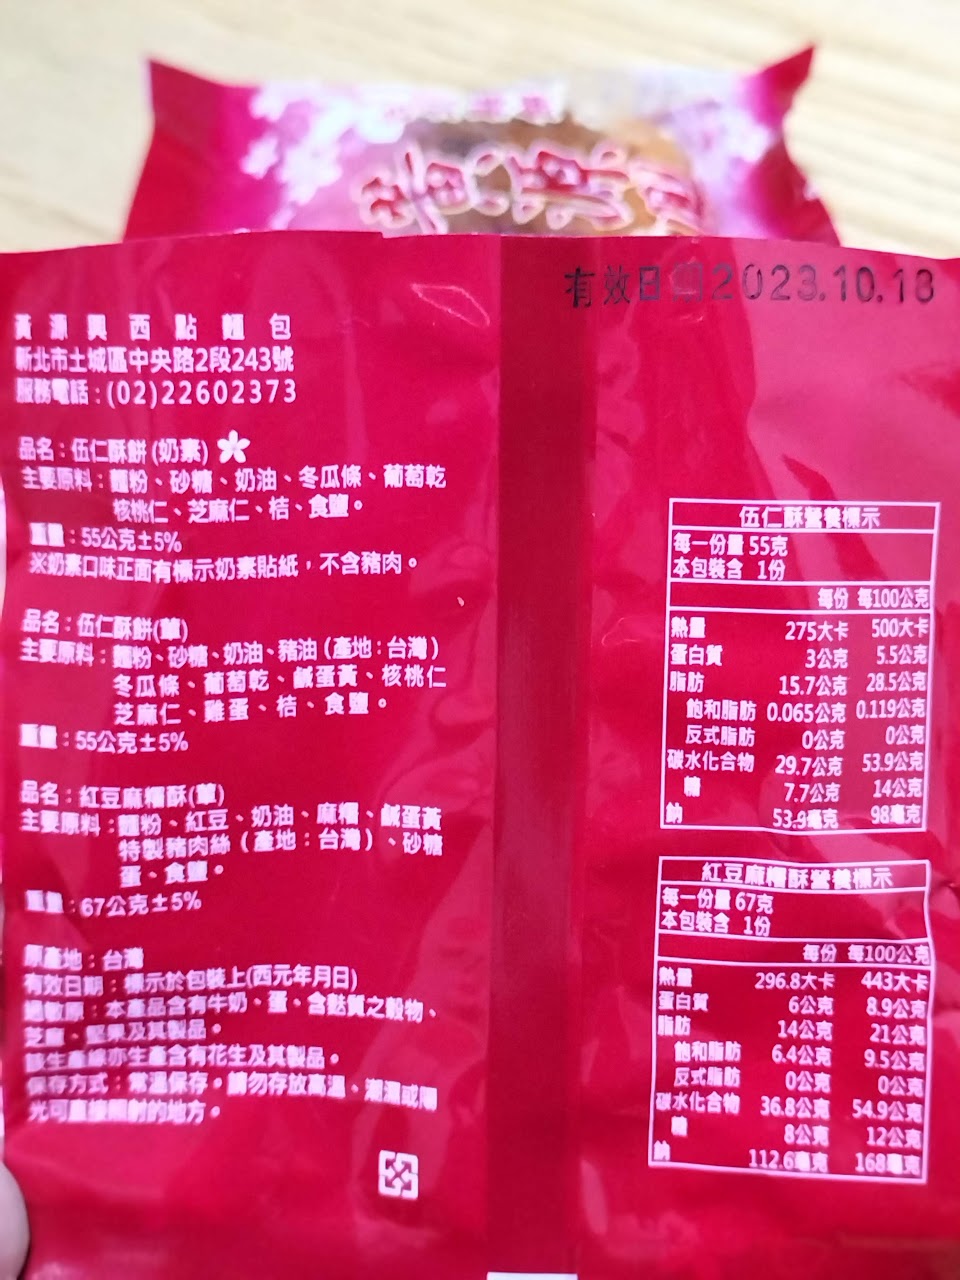 有效日期2023.10.18
黃源興西點麵包
新北市土城區中央路2段243號
服務電話:(02)22602373
品名:伍仁酥餅(奶素)
主要原料:麵粉、砂糖、奶油、冬瓜條、葡萄乾
核桃仁、芝麻仁、桔、食鹽。
重量:55公克±5%
※奶素口味正面有標示奶素貼紙,不含豬肉。
品名:伍仁酥餅(葷)
主要原料:麵粉、砂糖、奶油、豬油(產地:台灣)
冬瓜條、葡萄乾、鹹蛋黃、核桃仁
芝麻仁、雞蛋、桔、食鹽。
重量:55公克±5%
品名:紅豆麻糬酥(葷)
主要原料:麵粉、紅豆、奶油、麻糬、鹹蛋黃
特製豬肉絲(產地:台灣)、砂糖
蛋、食鹽。
重量:67公克±5%
原產地:台灣
有效日期:標示於包裝上(西元年月日)
過敏原:本產品含有牛奶、蛋、含麩質之穀物、
芝麻、堅果及其製品。
該生產線亦生產含有花生及其製品。
保存方式:常溫保存。請勿存放高溫、潮濕或陽
光可直接照射的地方。
伍仁酥營養標示
每一份量 55克
本包裝含 1份
每份 每100公克
熱量 275大卡 500大卡
蛋白質 3公克 5.5公克
脂肪 15.7公克 28.5公克
飽和脂肪 0.065公克 0.119公克
反式脂肪 0公克 0公克
碳水化合物 29.7公克 53.9公克
糖 7.7公克 14公克
鈉 53.9毫克 98毫克
紅豆麻糬酥營養標示
每一份量 67克
本包裝含 1份
每份 每100公克
熱量 296.8大卡 443大卡
蛋白質 6公克 8.9公克
脂肪 14公克 21公克
飽和脂肪 6.4公克 9.5公克
反式脂肪 0公克 0公克
碳水化合物 36.8公克 54.9公克
糖 8公克 12公克
鈉 112.6毫克 168毫克